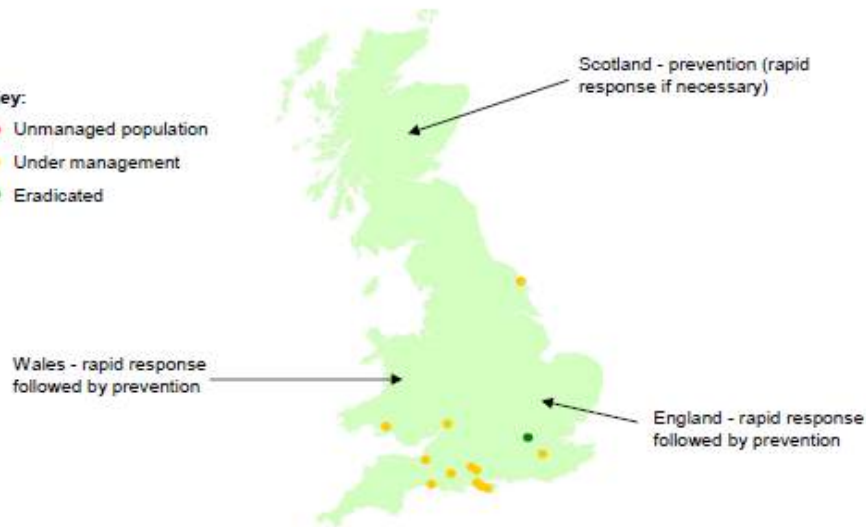 ey:
Unmanaged population
Under management
Eradicated
Scotland - prevention (rapid
response if necessary)
Wales - rapid response
followed by prevention
England - rapid response
followed by prevention